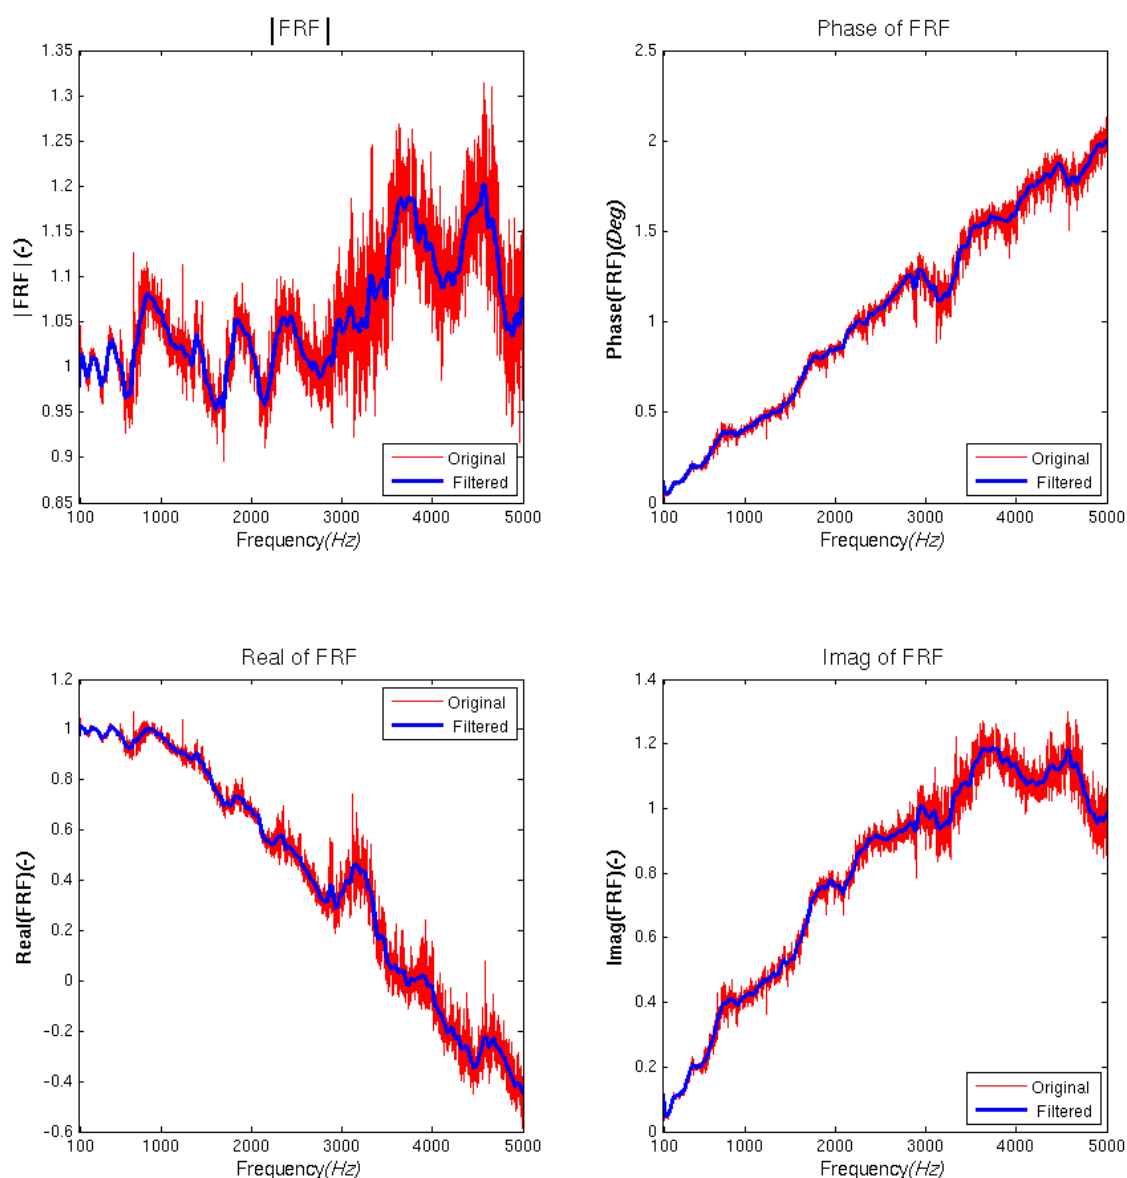 |FRF|
1.35
1.3
1.25
1.2
1.15
1.1
1.05
1
0.95
0.9
0.85
|FRF|(-)
100 1000 2000 3000 4000 5000
Frequency(Hz)
Original
Filtered
Phase of FRF
2.5
2
1.5
1
0.5
0
Phase(FRF)(Deg)
100 1000 2000 3000 4000 5000
Frequency(Hz)
Original
Filtered
Real of FRF
1.2
1
0.8
0.6
0.4
0.2
0
-0.2
-0.4
-0.6
Real(FRF)(-)
100 1000 2000 3000 4000 5000
Frequency(Hz)
Original
Filtered
Imag of FRF
1.4
1.2
1
0.8
0.6
0.4
0.2
0
Imag(FRF)(-)
100 1000 2000 3000 4000 5000
Frequency(Hz)
Original
Filtered